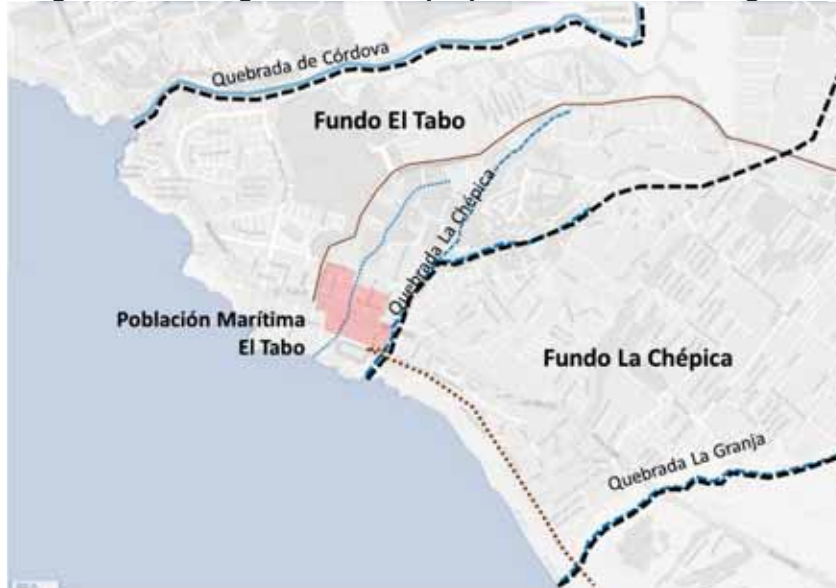 Quebrada de Córdova
Fundo El Tabo
Quebrada La Chépica
Población Marítima
El Tabo
Fundo La Chépica
Quebrada La Granja